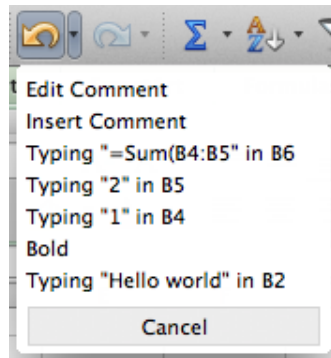 Σ
A
Z
t
Edit Comment
Insert Comment
Typing "=Sum(B4:B5" in B6
Typing "2" in B5
Typing "1" in B4
Bold
Typing "Hello world" in B2
Cancel